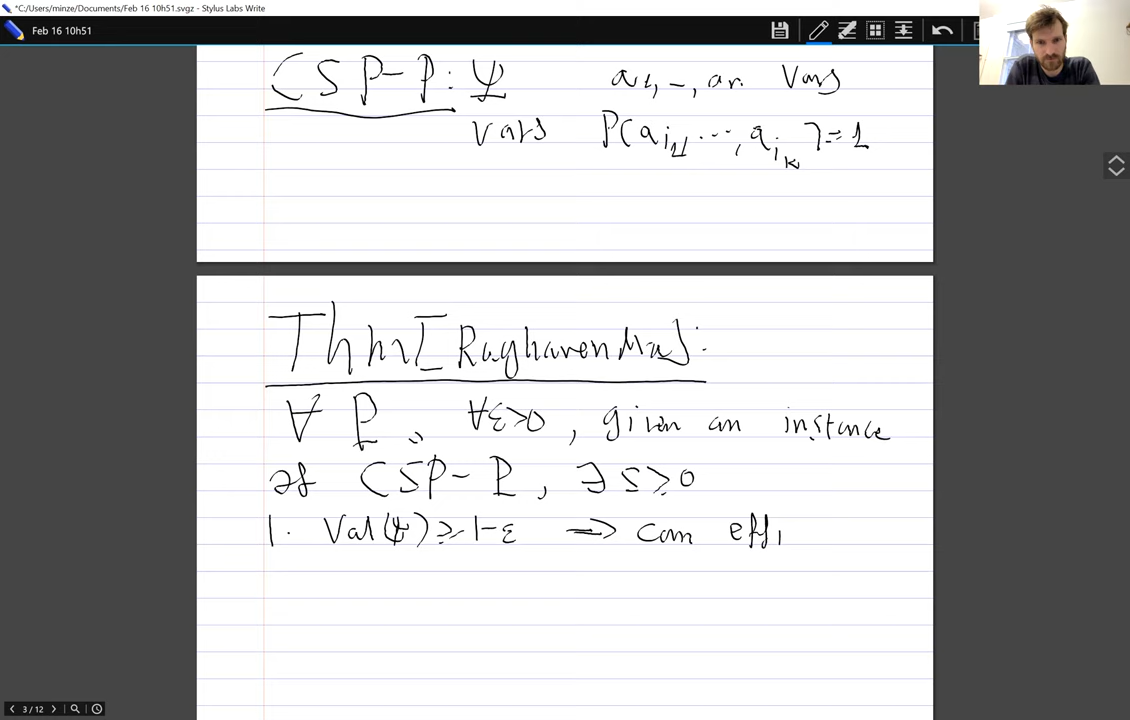 *C:/Users/minze/Documents/Feb 16 10h51.svgz - Stylus Labs Write
Feb 16 10h51
CSP-P: Ψ a1, -, an Vars
Vars P(ai1, ..., aik) = 1
Thm [Raghavendra]:
∀ P, ∀ε>0, given an instance
of CSP-P, ∃ s≥0
1. Val(Ψ) ≥ 1-ε ⟹ can effi
3 / 12